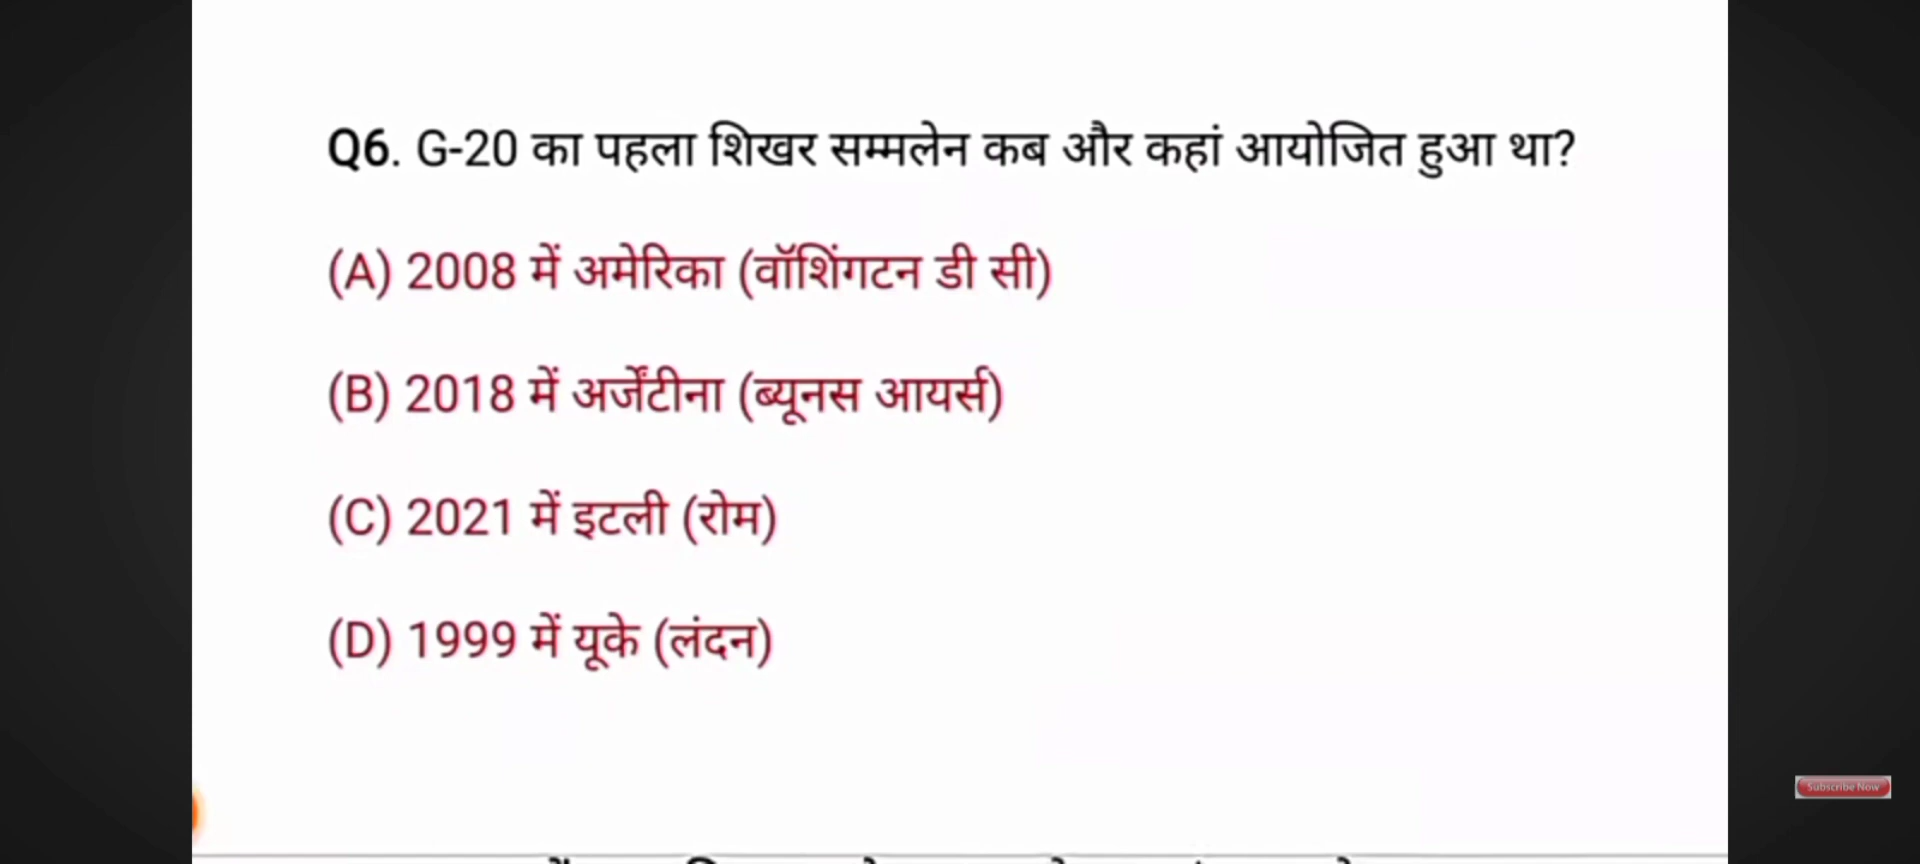 Q6. G-20 का पहला शिखर सम्मलेन कब और कहां आयोजित हुआ था?
(A) 2008 में अमेरिका (वॉशिंगटन डी सी)
(B) 2018 में अर्जेंटीना (ब्यूनस आयर्स)
(C) 2021 में इटली (रोम)
(D) 1999 में यूके (लंदन)
Subscribe Now